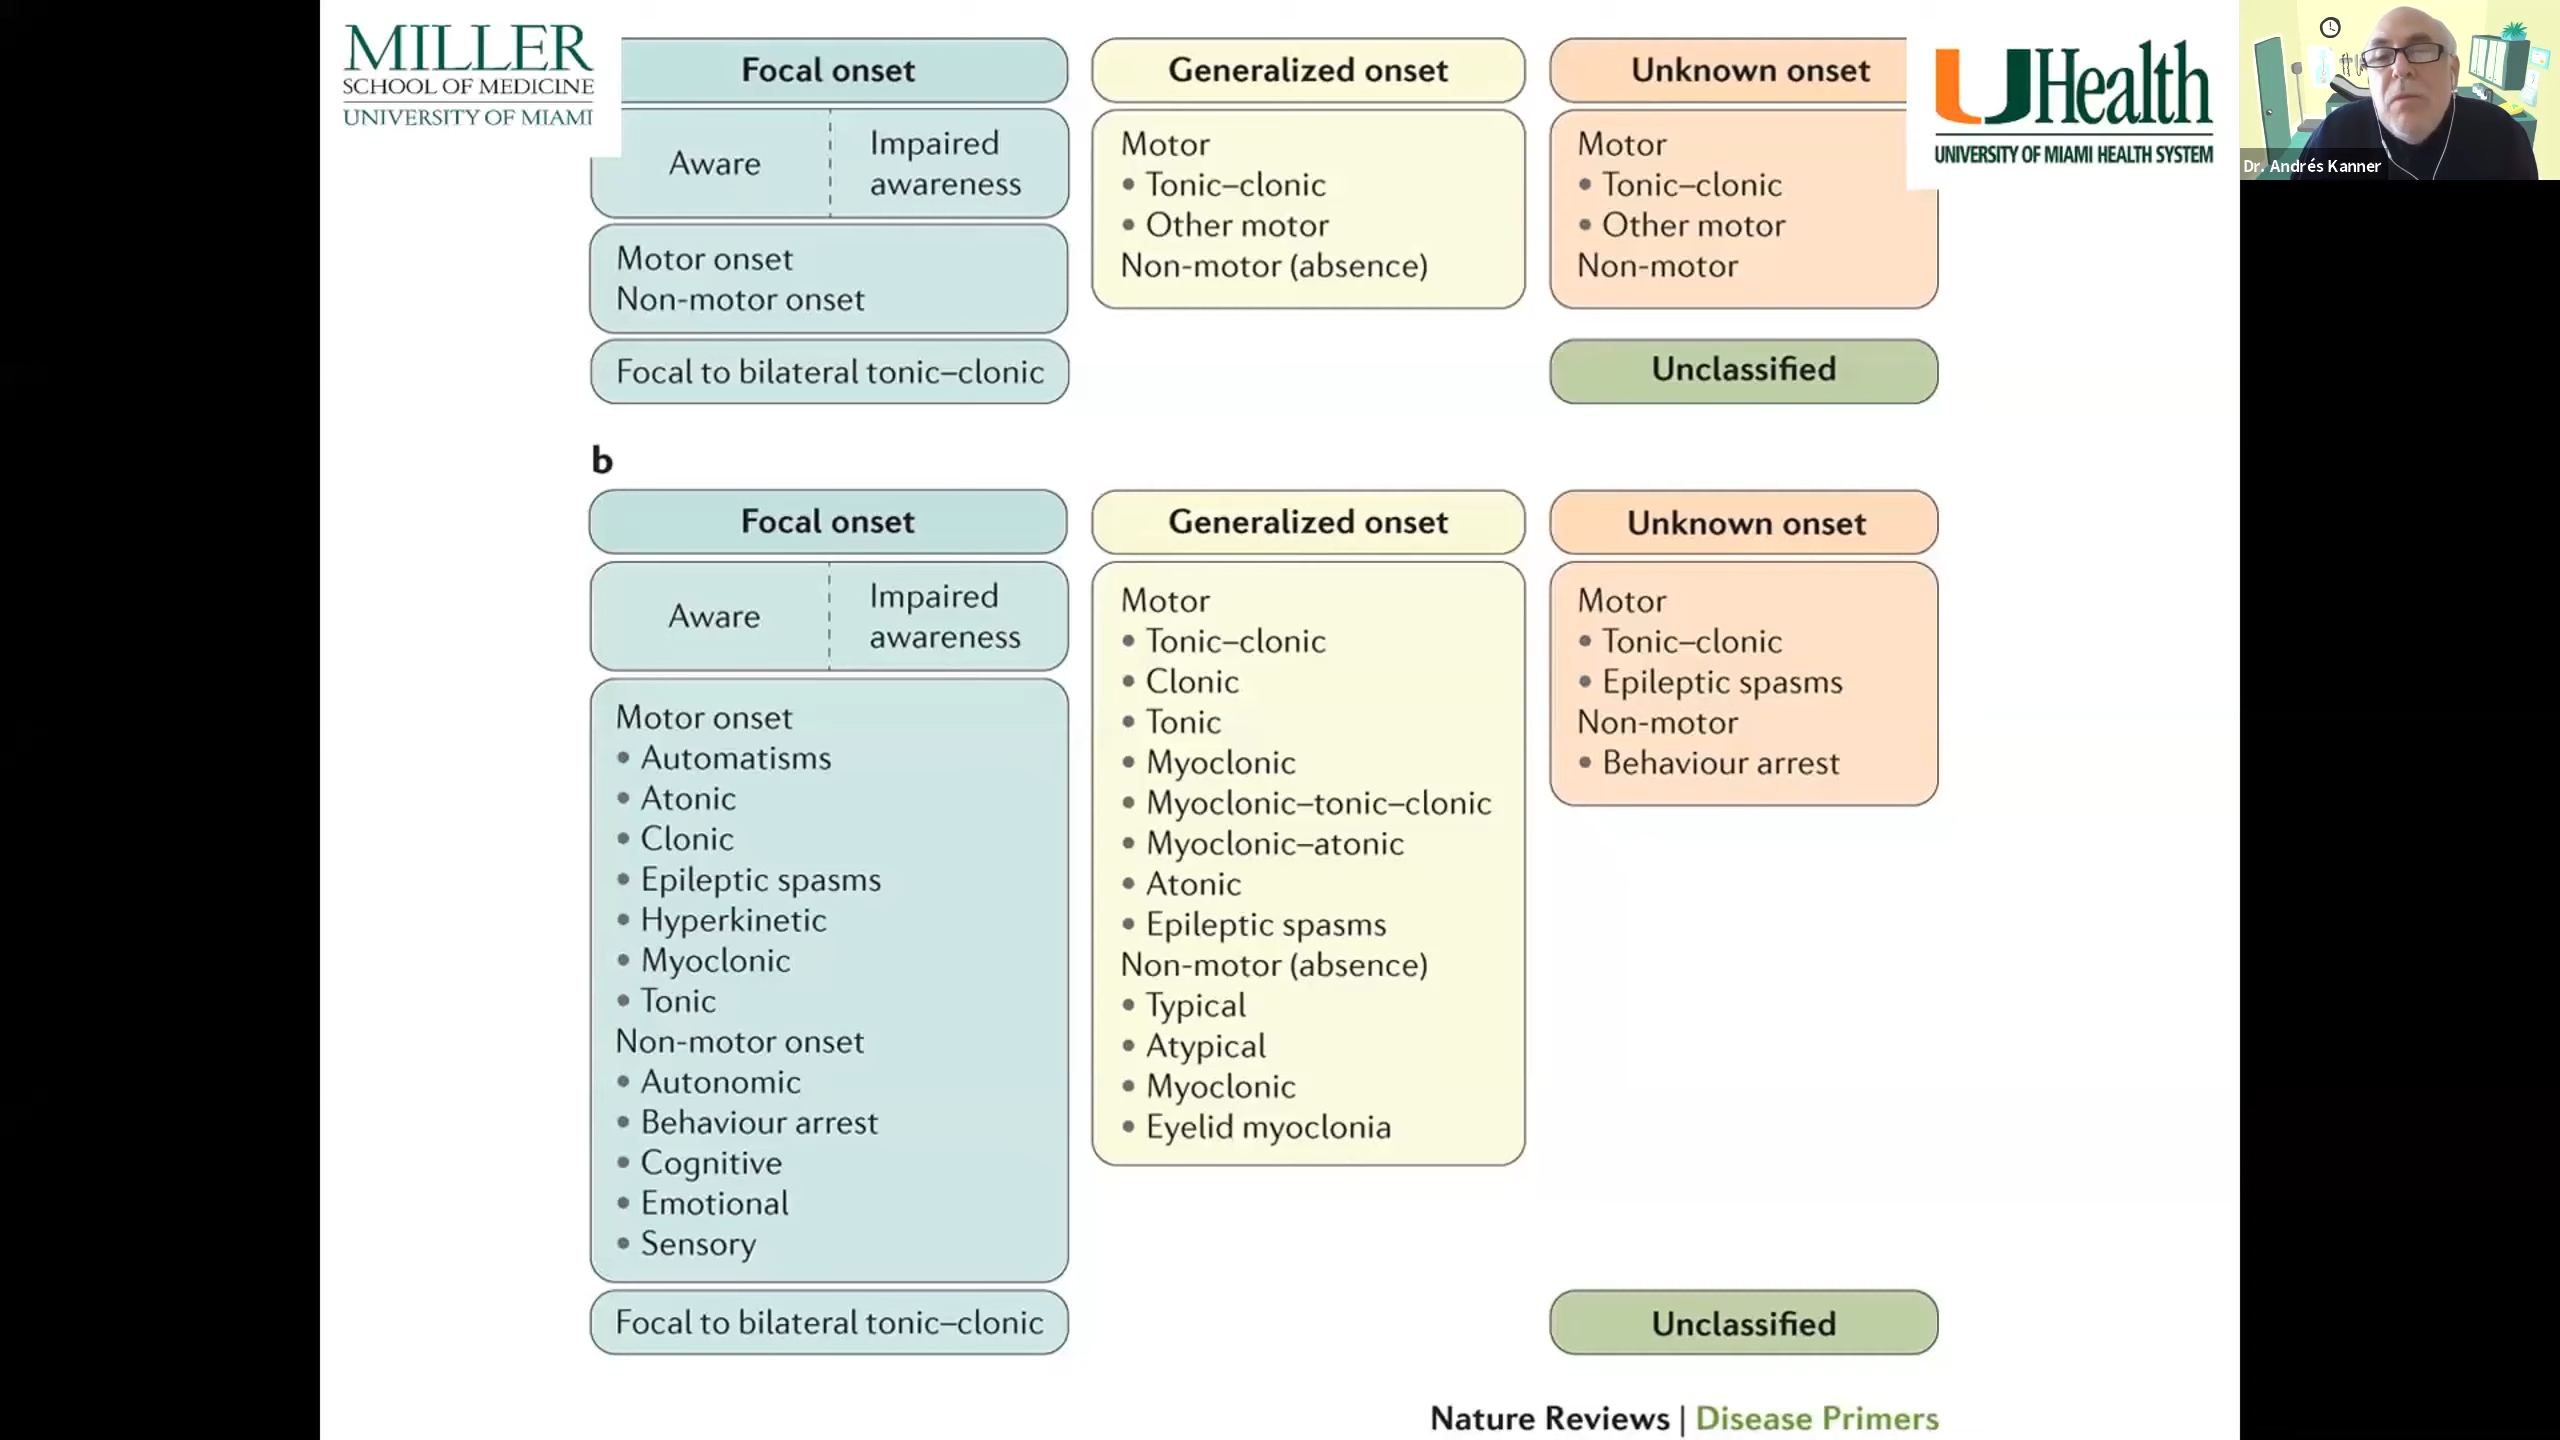 MILLER
SCHOOL OF MEDICINE
UNIVERSITY OF MIAMI
UHealth
UNIVERSITY OF MIAMI HEALTH SYSTEM
Dr. Andrés Kanner
Focal onset
Aware
Impaired
awareness
Motor onset
Non-motor onset
Focal to bilateral tonic–clonic
Generalized onset
Motor
• Tonic–clonic
• Other motor
Non-motor (absence)
Unknown onset
Motor
• Tonic–clonic
• Other motor
Non-motor
Unclassified
b
Focal onset
Aware
Impaired
awareness
Motor onset
• Automatisms
• Atonic
• Clonic
• Epileptic spasms
• Hyperkinetic
• Myoclonic
• Tonic
Non-motor onset
• Autonomic
• Behaviour arrest
• Cognitive
• Emotional
• Sensory
Focal to bilateral tonic–clonic
Generalized onset
Motor
• Tonic–clonic
• Clonic
• Tonic
• Myoclonic
• Myoclonic–tonic–clonic
• Myoclonic–atonic
• Atonic
• Epileptic spasms
Non-motor (absence)
• Typical
• Atypical
• Myoclonic
• Eyelid myoclonia
Unknown onset
Motor
• Tonic–clonic
• Epileptic spasms
Non-motor
• Behaviour arrest
Unclassified
Nature Reviews | Disease Primers